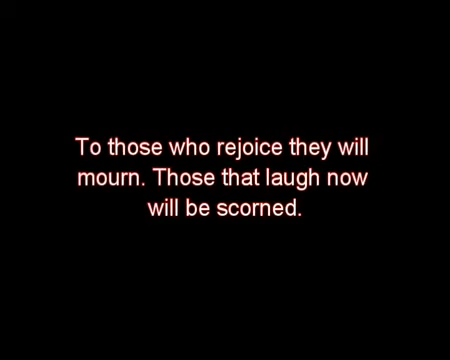 To those who rejoice they will
mourn. Those that laugh now
will be scorned.